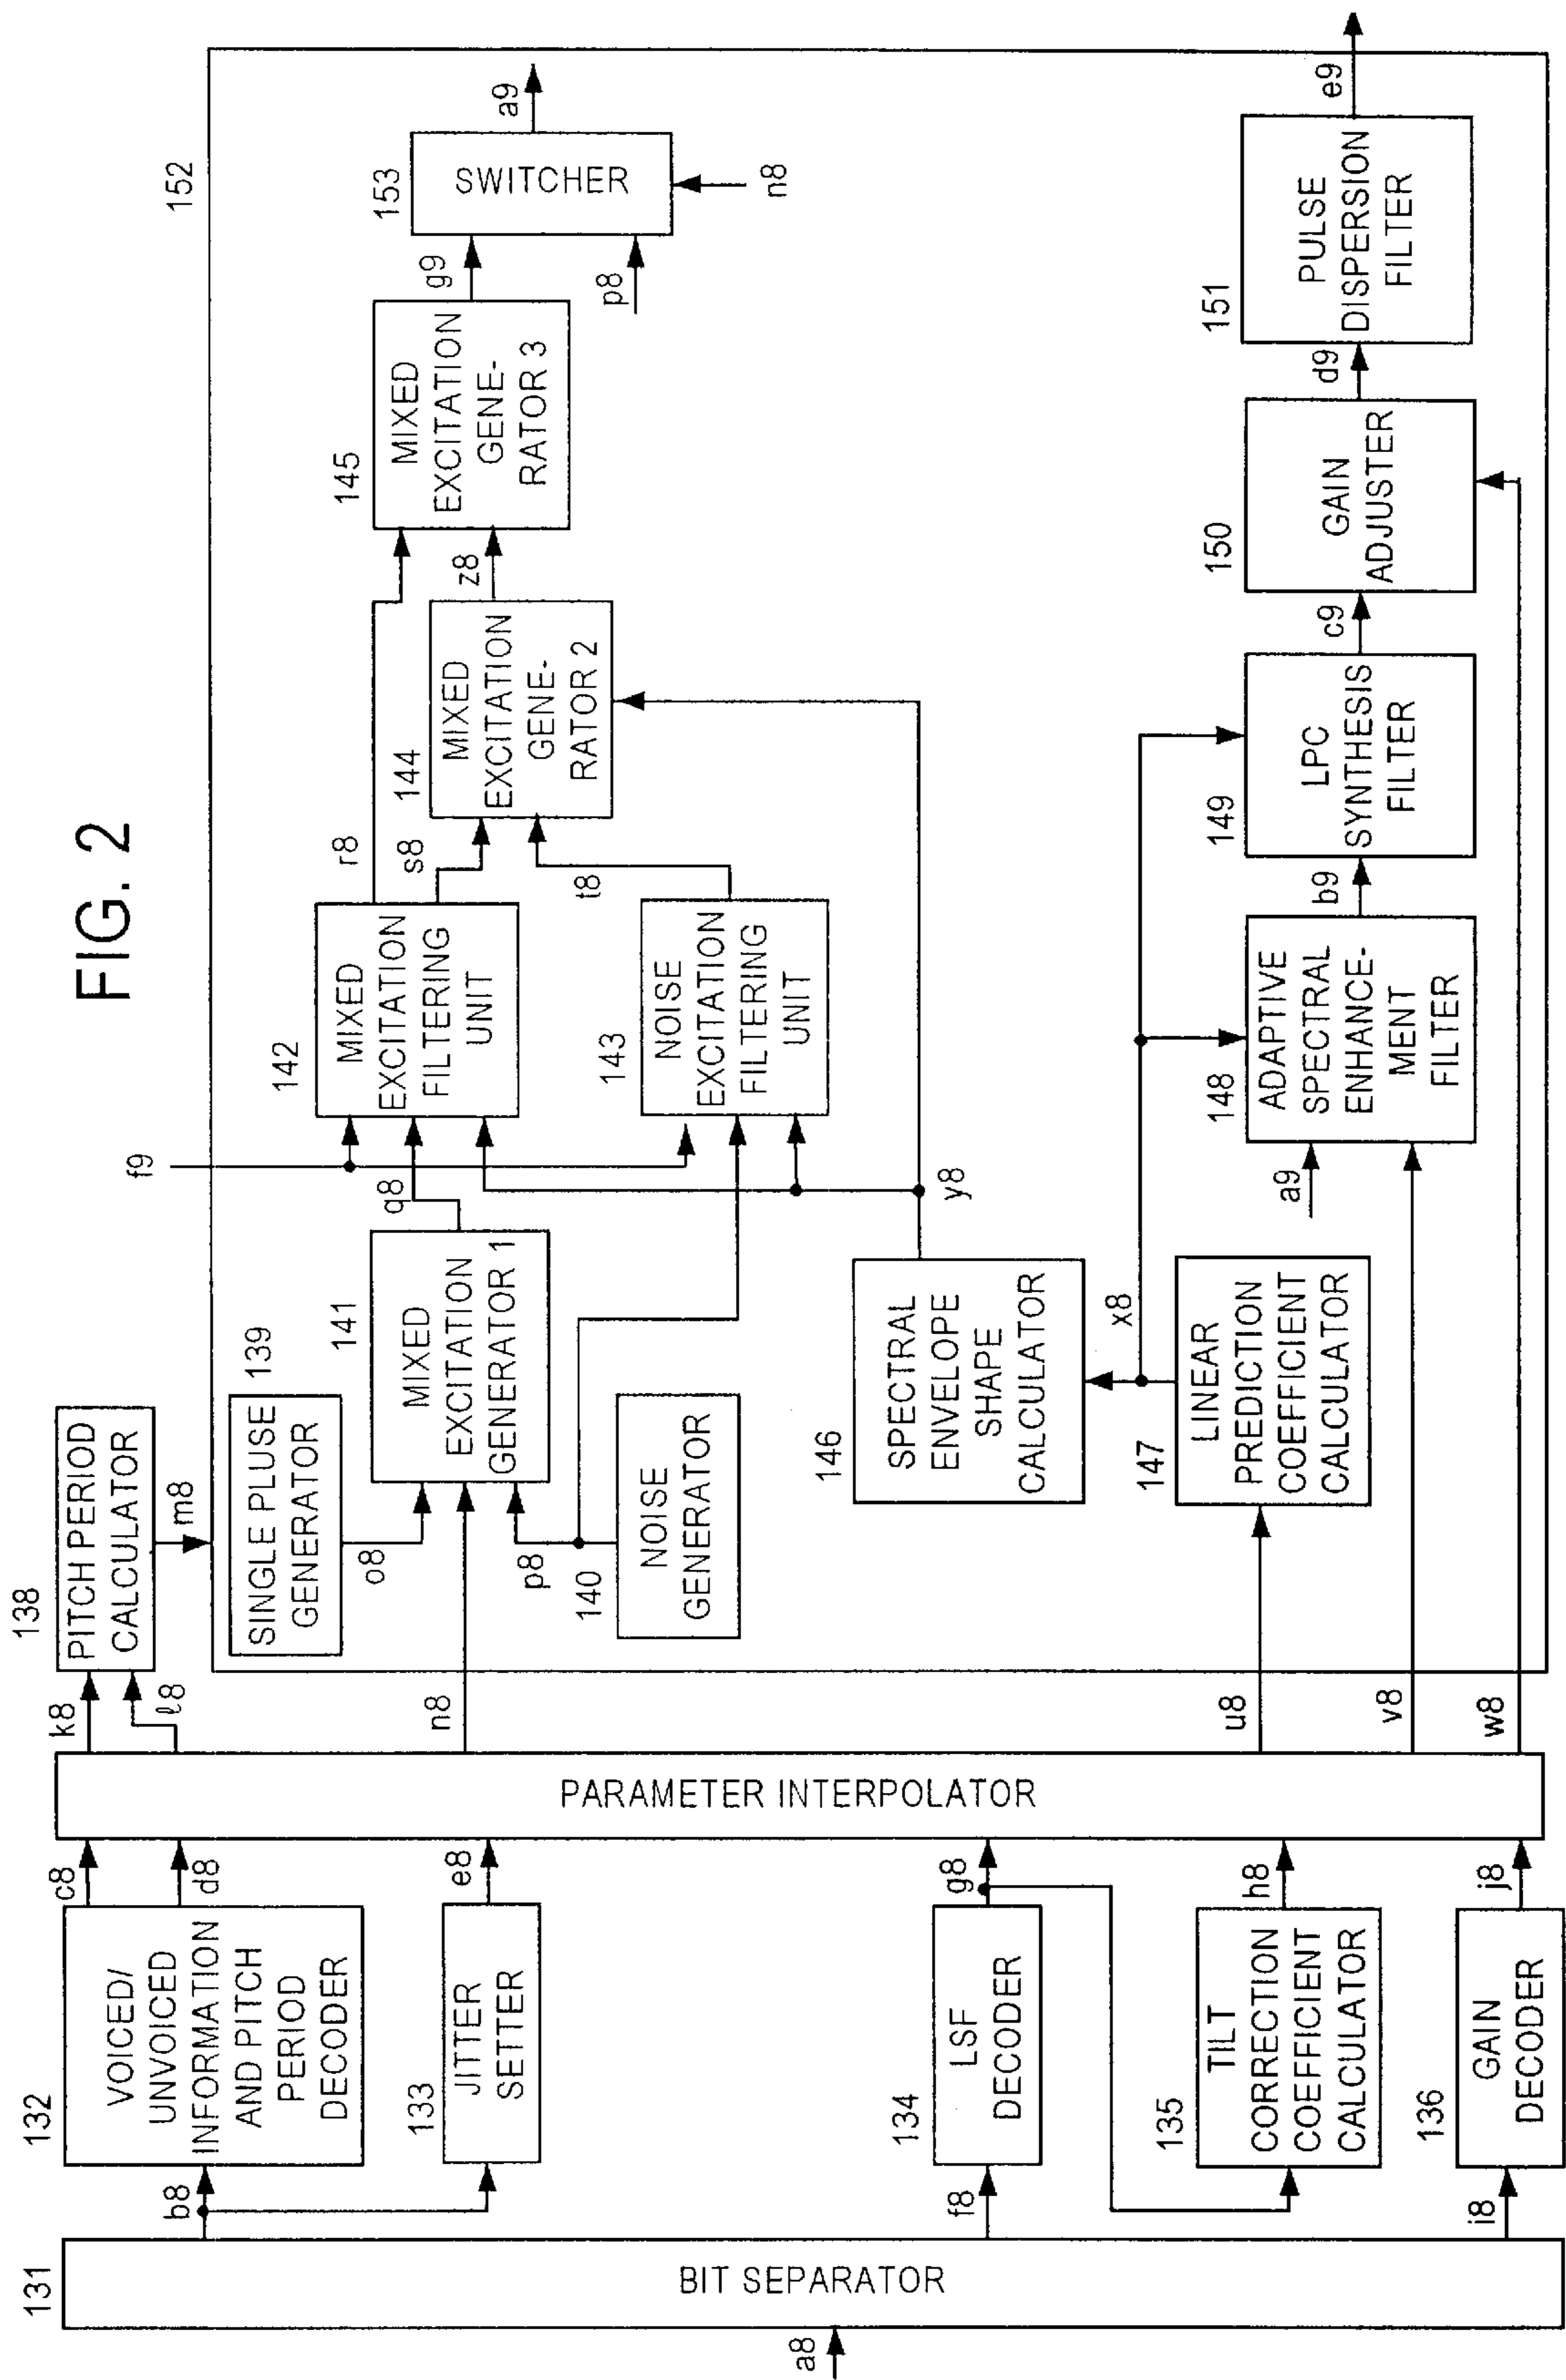 FIG. 2
131
BIT SEPARATOR
a8
b8
f8
i8
132
VOICED/
UNVOICED
INFORMATION
AND PITCH
PERIOD
DECODER
c8
d8
133
JITTER
SETTER
e8
134
LSF
DECODER
g8
135
TILT
CORRECTION
COEFFICIENT
CALCULATOR
h8
136
GAIN
DECODER
j8
PARAMETER INTERPOLATOR
k8
ℓ8
n8
u8
v8
w8
138
PITCH PERIOD
CALCULATOR
m8
152
SINGLE PLUSE
GENERATOR
139
o8
p8
140
NOISE
GENERATOR
141
MIXED
EXCITATION
GENERATOR 1
q8
f9
142
MIXED
EXCITATION
FILTERING
UNIT
r8
s8
143
NOISE
EXCITATION
FILTERING
UNIT
t8
144
MIXED
EXCITATION
GENE-
RATOR 2
z8
145
MIXED
EXCITATION
GENE-
RATOR 3
g9
p8
153
SWITCHER
n8
a9
146
SPECTRAL
ENVELOPE
SHAPE
CALCULATOR
y8
147
LINEAR
PREDICTION
COEFFICIENT
CALCULATOR
x8
a9
148
ADAPTIVE
SPECTRAL
ENHANCE-
MENT
FILTER
b9
149
LPC
SYNTHESIS
FILTER
c9
150
GAIN
ADJUSTER
d9
151
PULSE
DISPERSION
FILTER
e9